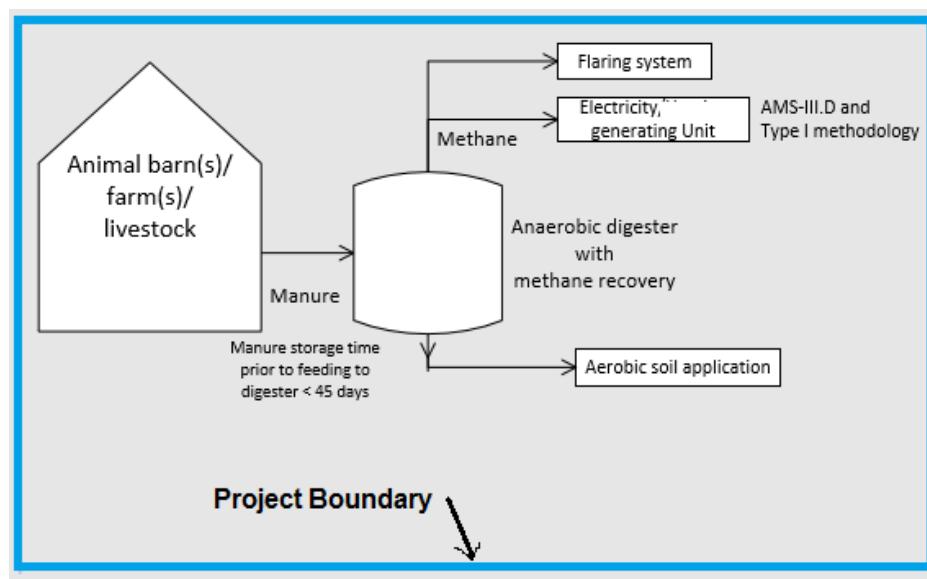 Flaring system
Electricity/
generating Unit
AMS-III.D and
Type I methodology
Methane
Animal barn(s)/
farm(s)/
livestock
Anaerobic digester
with
methane recovery
Manure
Manure storage time
prior to feeding to
digester < 45 days
Aerobic soil application
Project Boundary